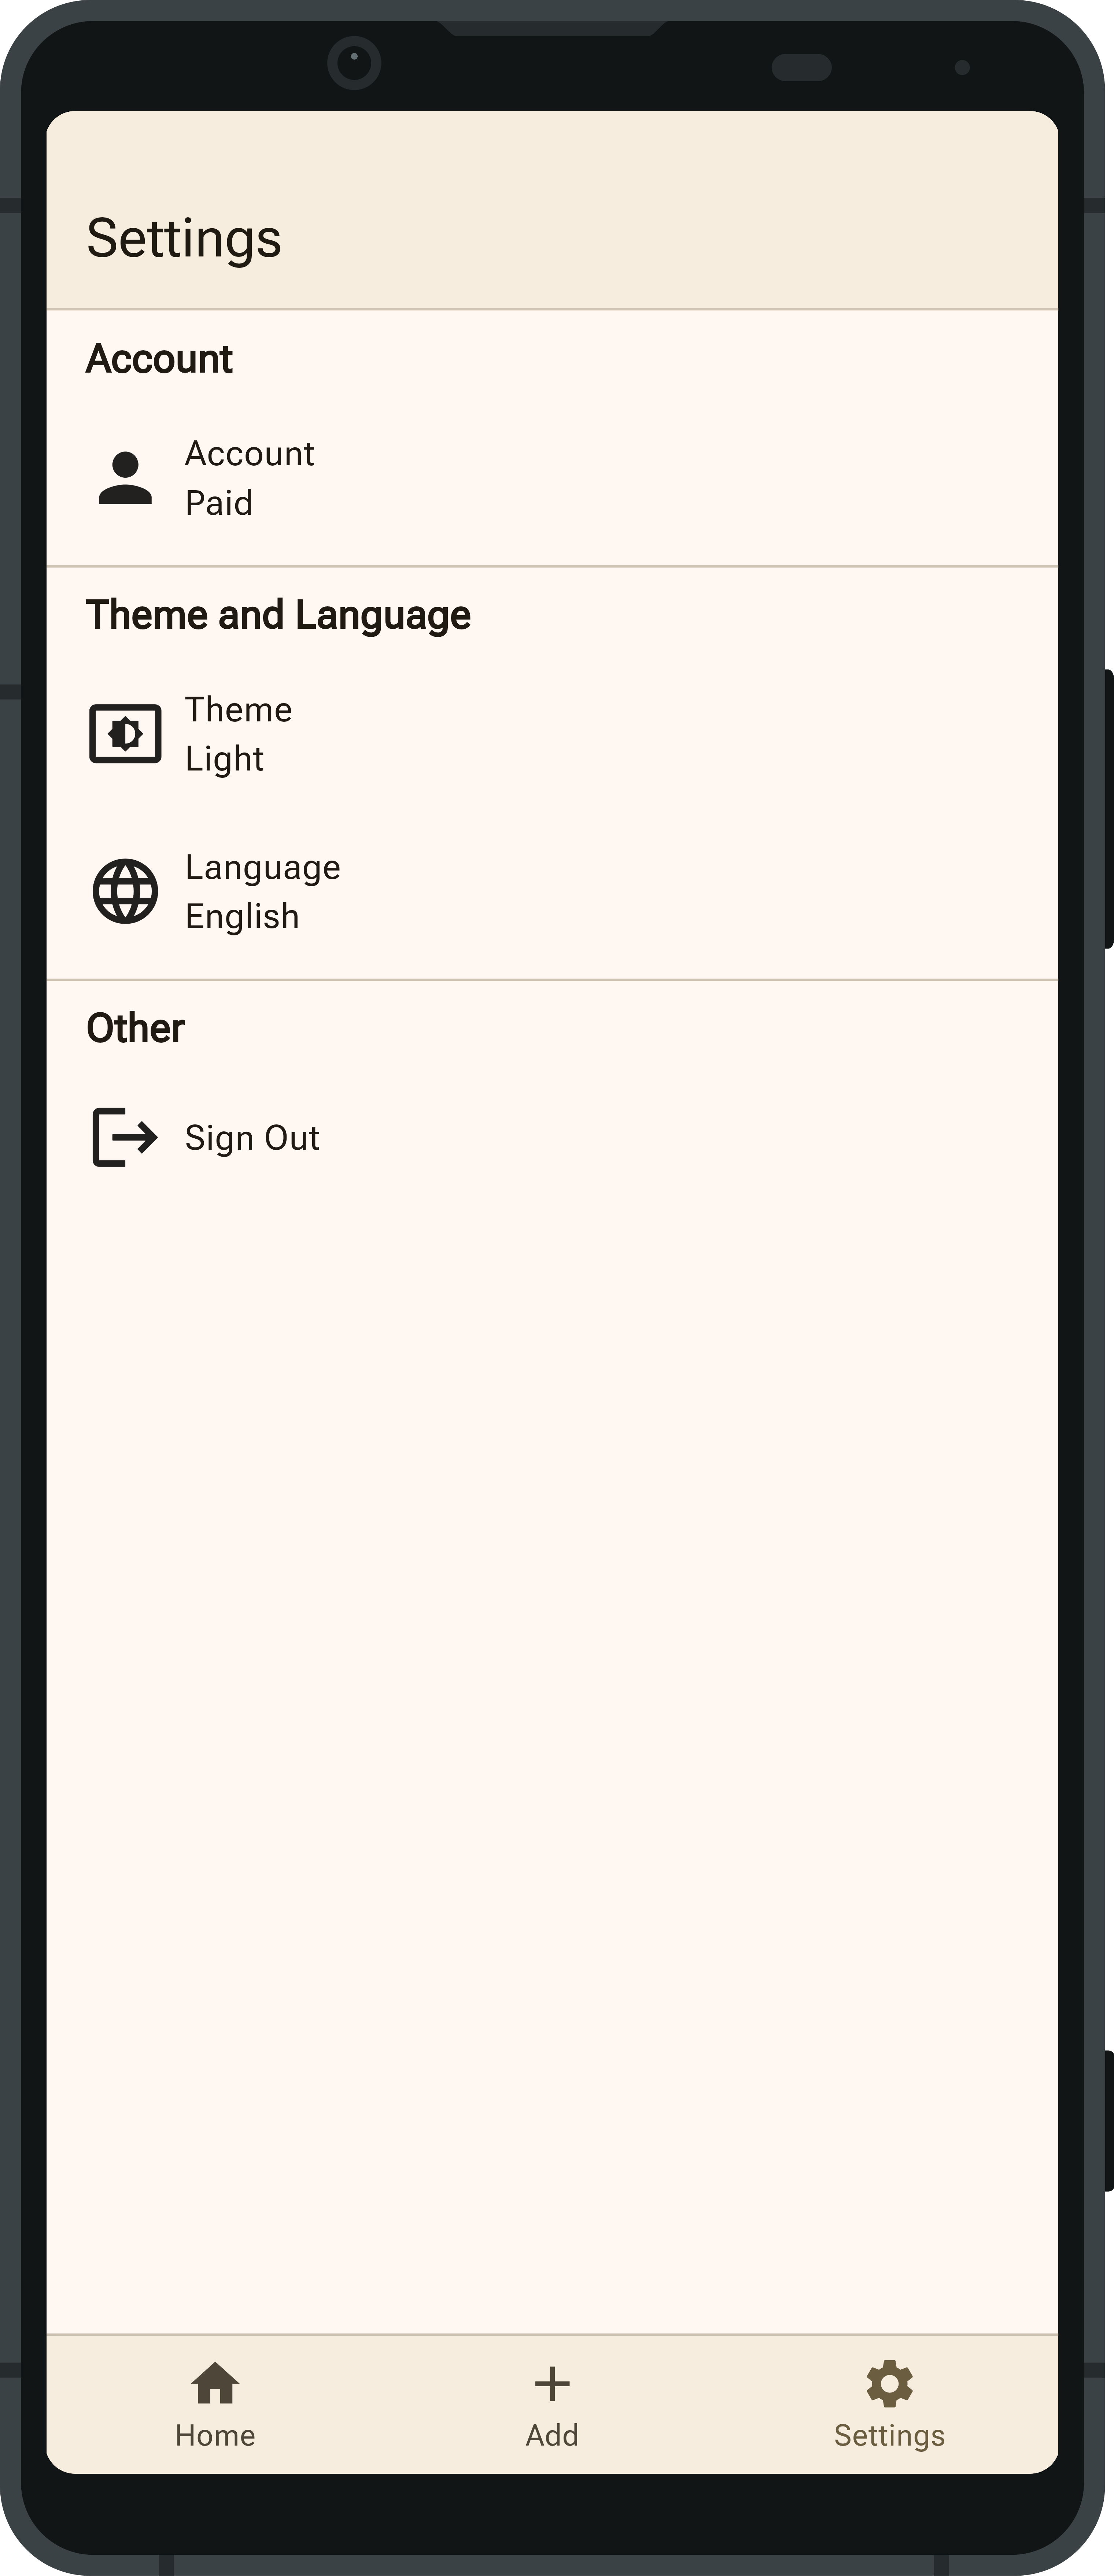 Settings
Account
Account
Paid
Theme and Language
Theme
Light
Language
English
Other
Sign Out
Home
Add
Settings